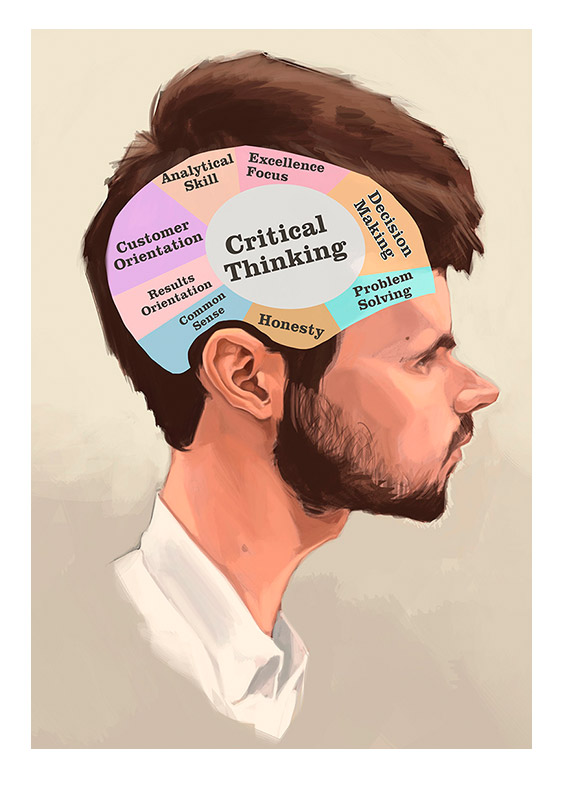 Analytical
Skill
Excellence
Focus
Decision
Making
Problem
Solving
Honesty
Common
Sense
Results
Orientation
Customer
Orientation
Critical
Thinking